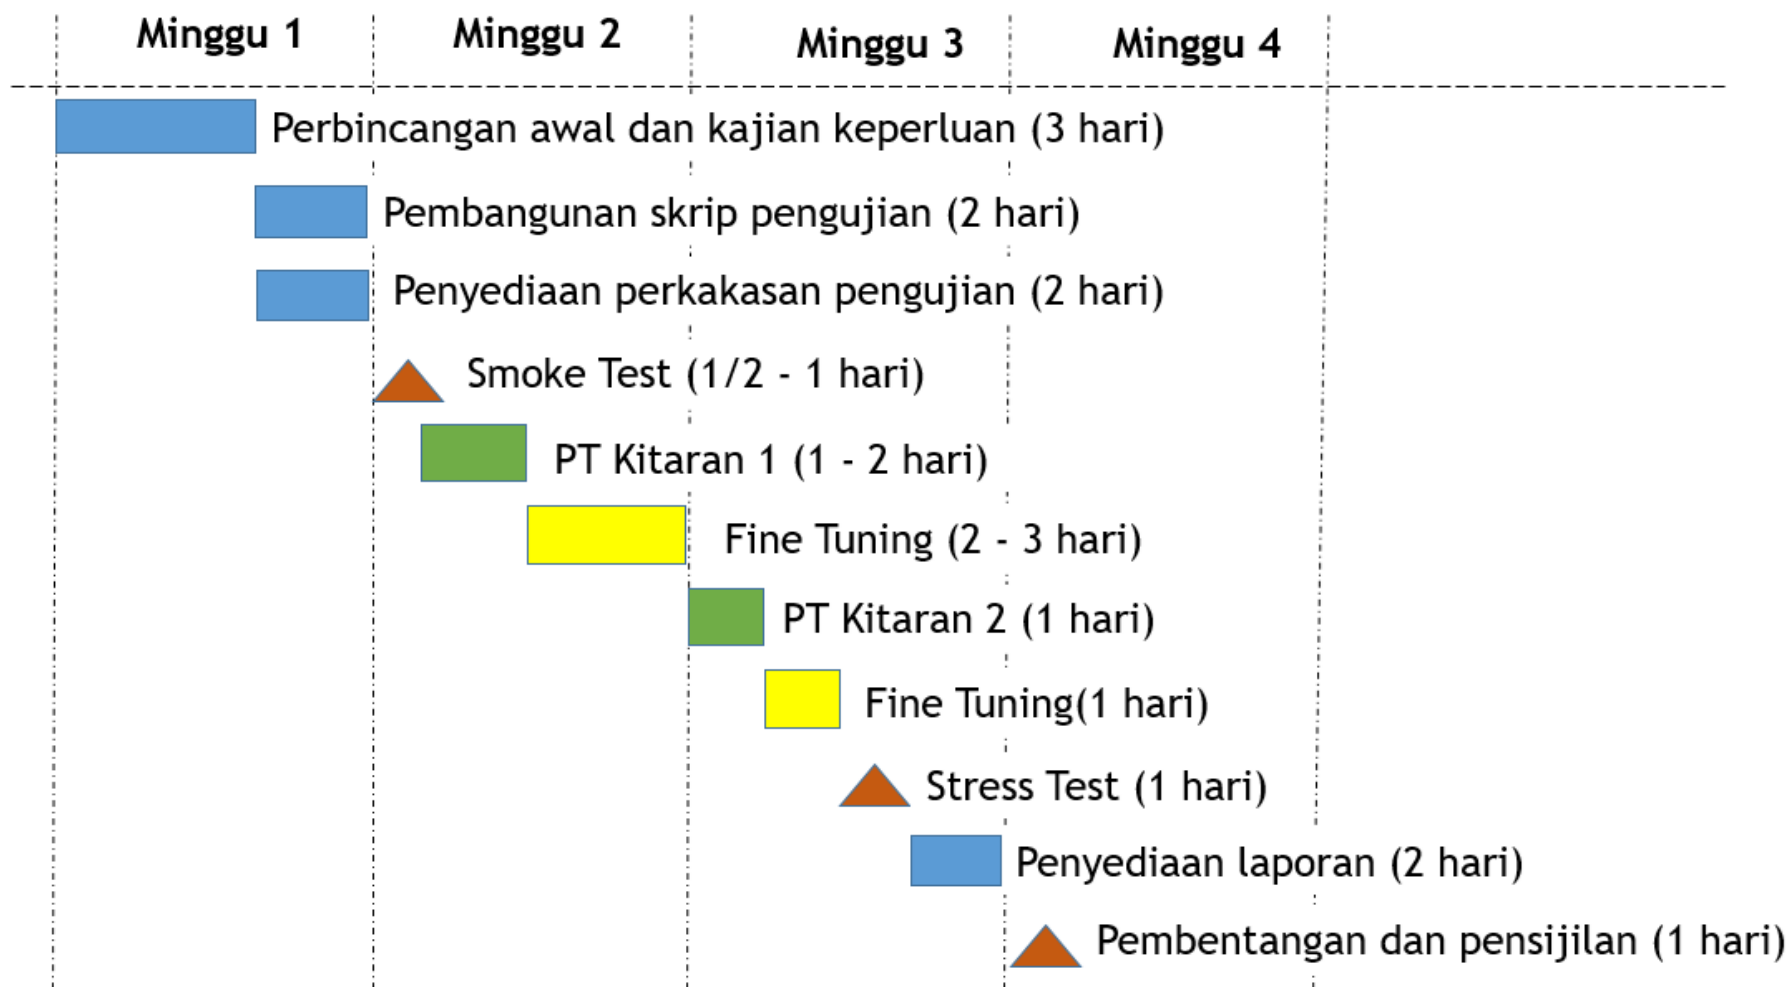 Minggu 1
Minggu 2
Minggu 3
Minggu 4
Perbincangan awal dan kajian keperluan (3 hari)
Pembangunan skrip pengujian (2 hari)
Penyediaan perkakasan pengujian (2 hari)
Smoke Test (1/2 - 1 hari)
PT Kitaran 1 (1 - 2 hari)
Fine Tuning (2 - 3 hari)
PT Kitaran 2 (1 hari)
Fine Tuning(1 hari)
Stress Test (1 hari)
Penyediaan laporan (2 hari)
Pembentangan dan pensijilan (1 hari)